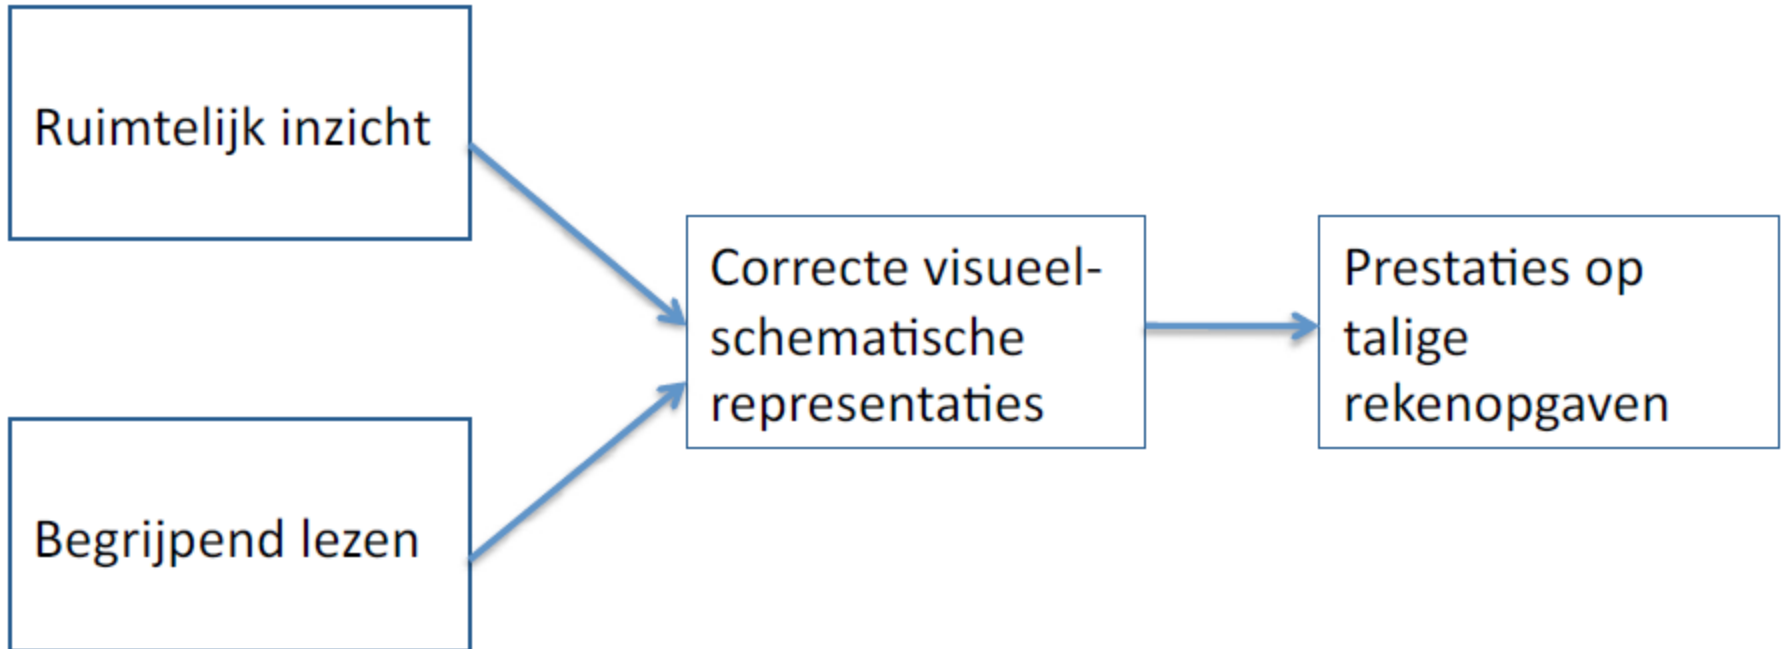 Ruimtelijk inzicht
Begrijpend lezen
Correcte visueel-
schematische
representaties
Prestaties op
talige
rekenopgaven